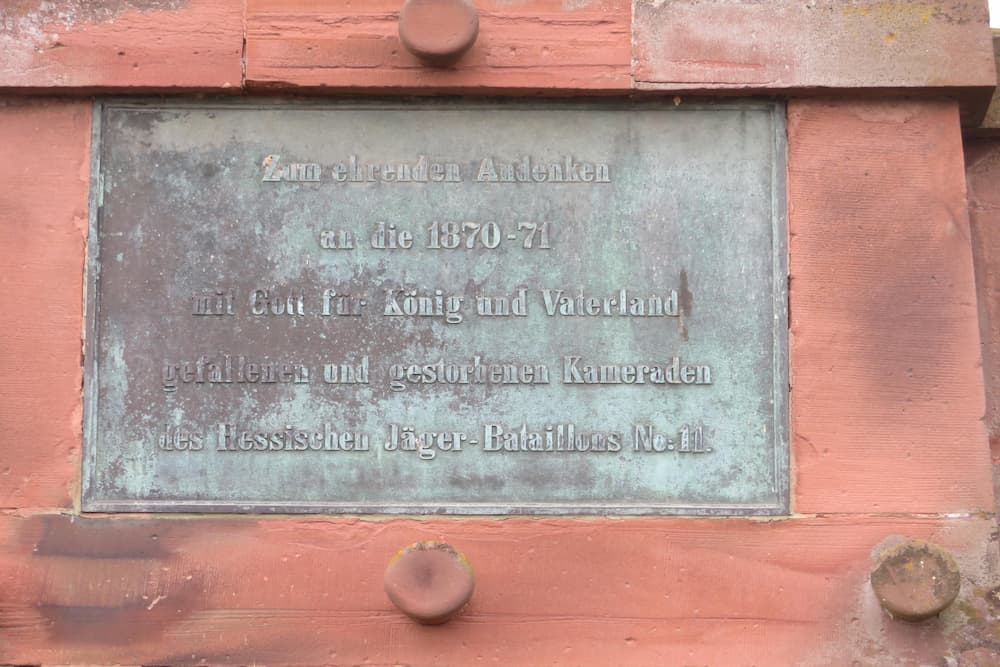 Zum ehrenden Andenken
an die 1870-71
mit Gott für König und Vaterland
gefallenen und gestorbenen Kameraden
des Hessischen Jäger-Bataillons No. 11.